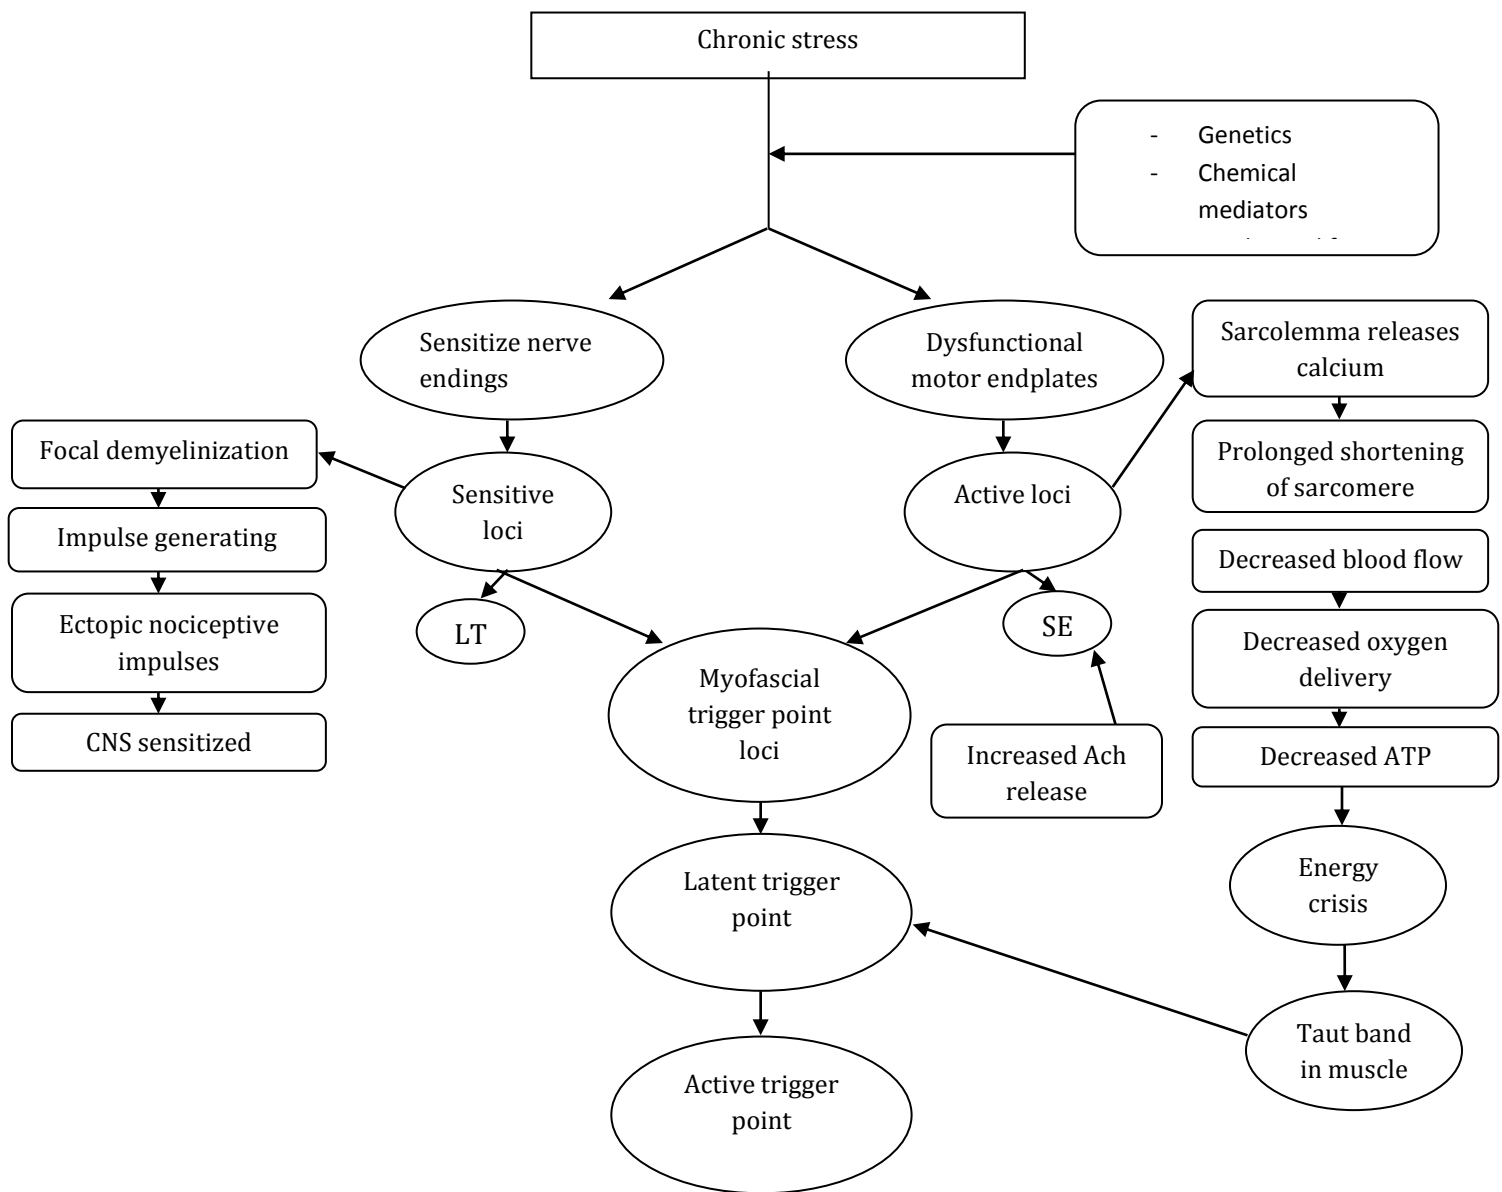 Chronic stress
- Genetics
- Chemical
mediators
Sensitize nerve
endings
Dysfunctional
motor endplates
Sarcolemma releases
calcium
Focal demyelinization
Sensitive
loci
Active loci
Prolonged shortening
of sarcomere
Impulse generating
Decreased blood flow
Ectopic nociceptive
impulses
LT
SE
Decreased oxygen
delivery
Myofascial
trigger point
loci
CNS sensitized
Increased Ach
release
Decreased ATP
Latent trigger
point
Energy
crisis
Taut band
in muscle
Active trigger
point